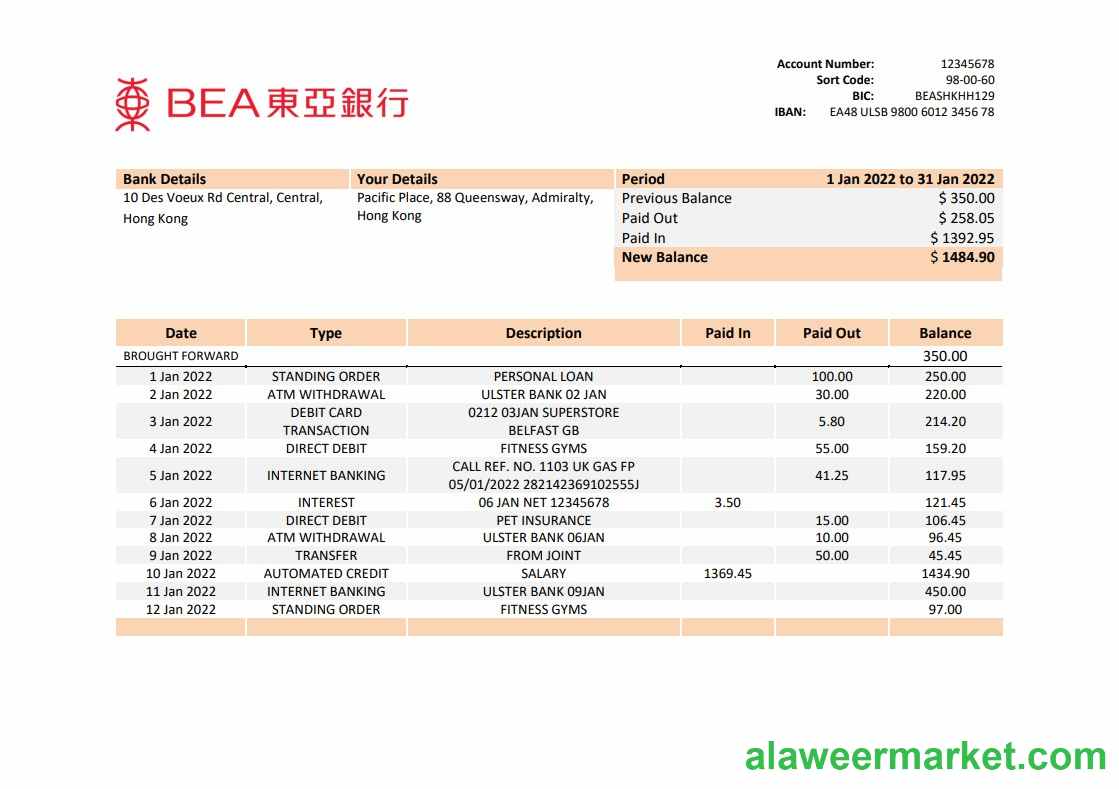 Account Number: 12345678
Sort Code: 98-00-60
BIC: BEASHKHH129
IBAN: EA48 ULSB 9800 6012 3456 78
BEA東亞銀行
Bank Details Your Details Period 1 Jan 2022 to 31 Jan 2022
10 Des Voeux Rd Central, Central, Pacific Place, 88 Queensway, Admiralty, Previous Balance $ 350.00
Hong Kong Hong Kong Paid Out $ 258.05
Paid In $ 1392.95
New Balance $ 1484.90
Date Type Description Paid In Paid Out Balance
BROUGHT FORWARD 350.00
1 Jan 2022 STANDING ORDER PERSONAL LOAN 100.00 250.00
2 Jan 2022 ATM WITHDRAWAL ULSTER BANK 02 JAN 30.00 220.00
DEBIT CARD 0212 03JAN SUPERSTORE
3 Jan 2022 5.80 214.20
TRANSACTION BELFAST GB
4 Jan 2022 DIRECT DEBIT FITNESS GYMS 55.00 159.20
CALL REF. NO. 1103 UK GAS FP
5 Jan 2022 INTERNET BANKING 41.25 117.95
05/01/2022 282142369102555J
6 Jan 2022 INTEREST 06 JAN NET 12345678 3.50 121.45
7 Jan 2022 DIRECT DEBIT PET INSURANCE 15.00 106.45
8 Jan 2022 ATM WITHDRAWAL ULSTER BANK 06JAN 10.00 96.45
9 Jan 2022 TRANSFER FROM JOINT 50.00 45.45
10 Jan 2022 AUTOMATED CREDIT SALARY 1369.45 1434.90
11 Jan 2022 INTERNET BANKING ULSTER BANK 09JAN 450.00
12 Jan 2022 STANDING ORDER FITNESS GYMS 97.00
alaweermarket.com